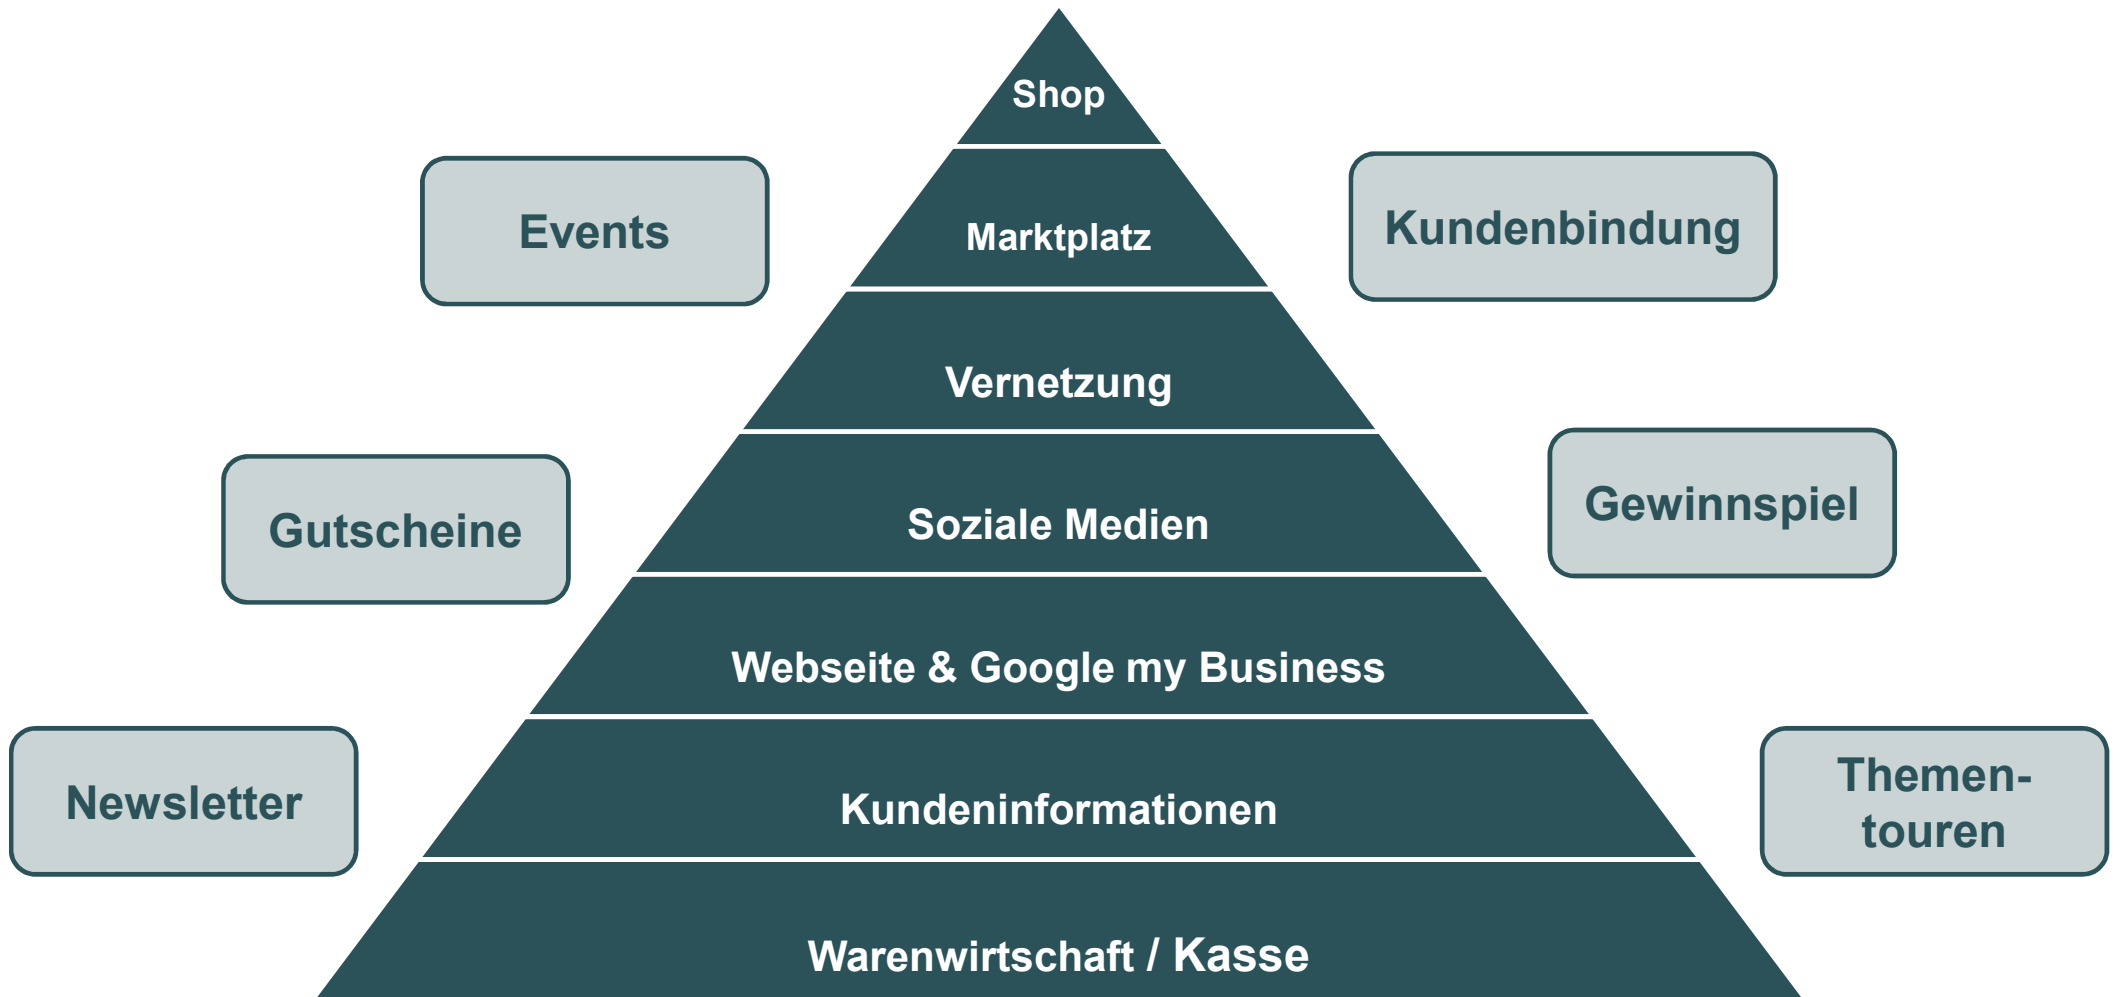 Shop
Events
Marktplatz
Kundenbindung
Vernetzung
Gutscheine
Soziale Medien
Gewinnspiel
Webseite & Google my Business
Newsletter
Kundeninformationen
Themen-
touren
Warenwirtschaft / Kasse